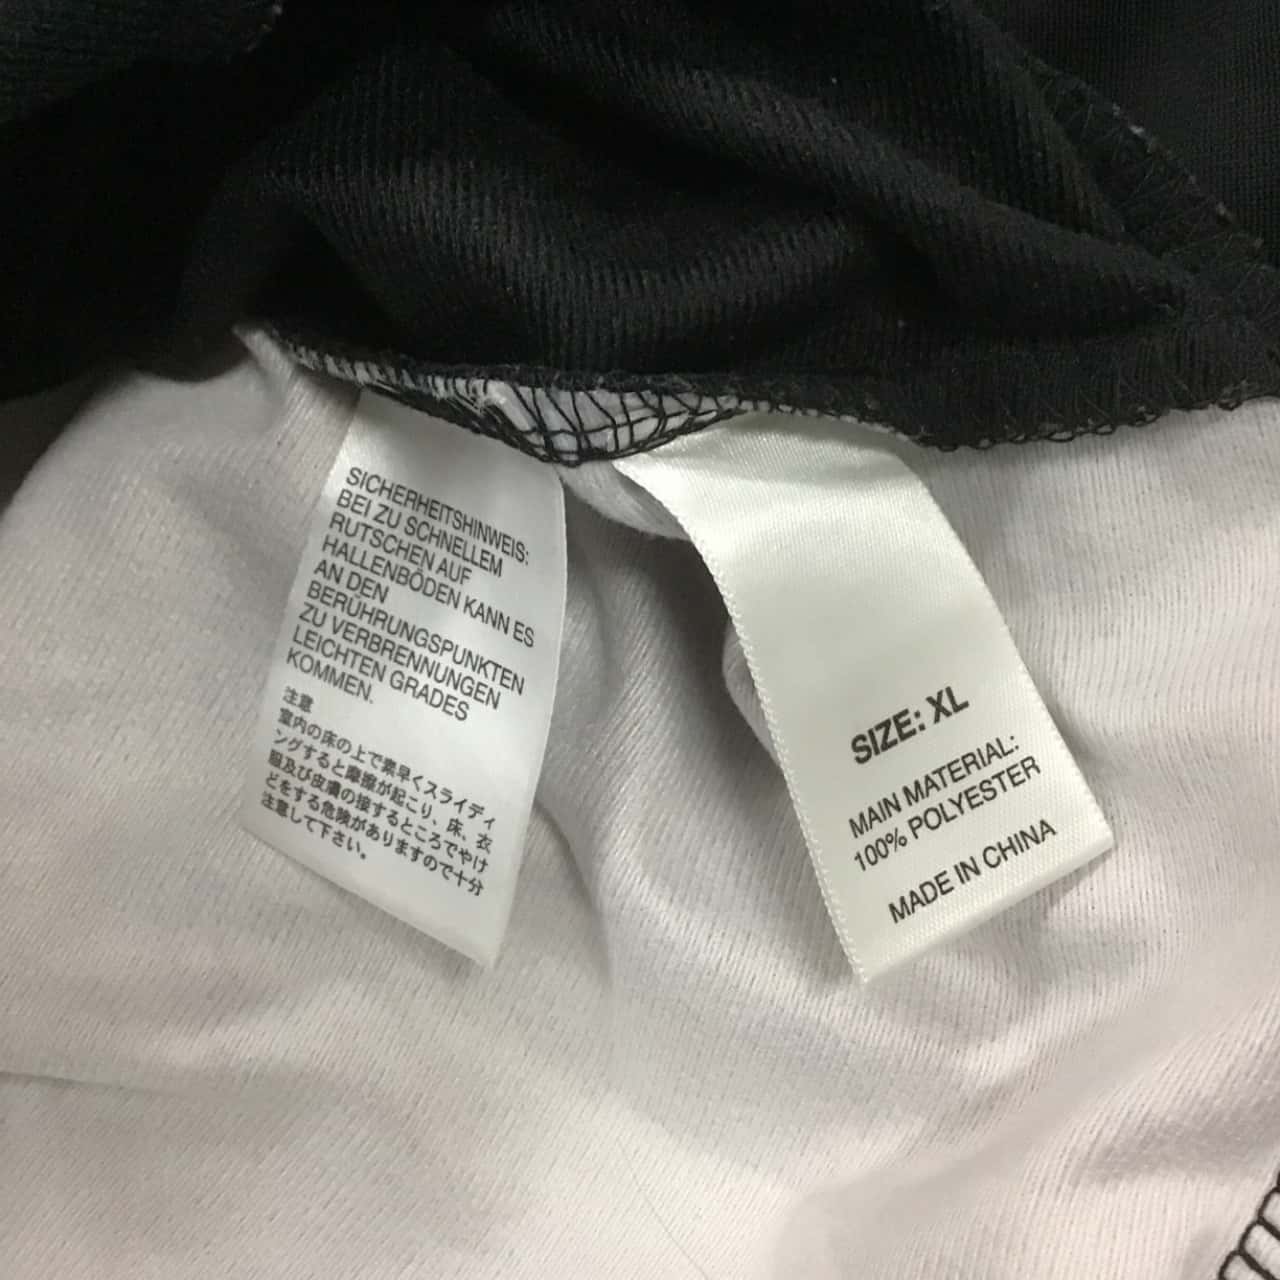 SICHERHEITSHINWEIS:
BEI ZU SCHNELLEM
RUTSCHEN AUF
HALLENBÖDEN KANN ES
AN DEN
BERÜHRUNGSPUNKTEN
ZU VERBRENNUNGEN
LEICHTEN GRADES
KOMMEN.
注意
室内の床の上で素早くスライディ
ングすると摩擦が起こり、床、衣
服及び皮膚の接するところでやけ
どをする危険がありますので十分
注意して下さい。
SIZE: XL
MAIN MATERIAL:
100% POLYESTER
MADE IN CHINA